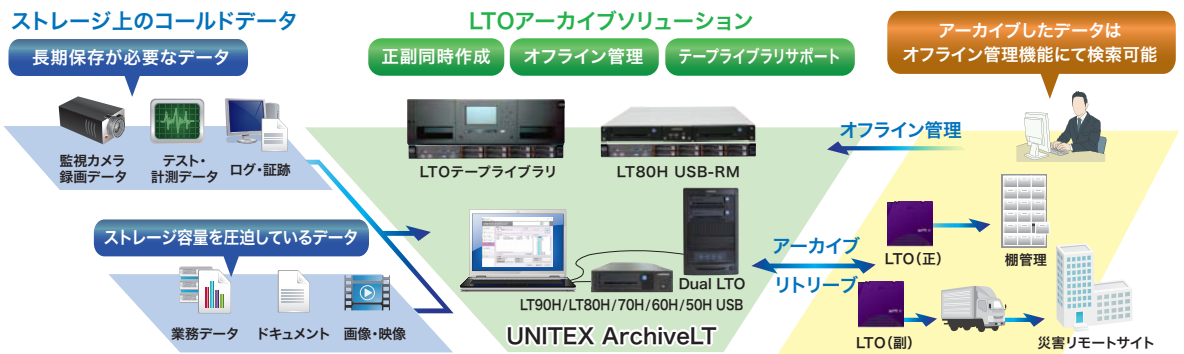 ストレージ上のコールドデータ
長期保存が必要なデータ
監視カメラ
録画データ
テスト・
計測データ
ログ・証跡
ストレージ容量を圧迫しているデータ
業務データ
ドキュメント
画像・映像
LTOアーカイブソリューション
正副同時作成
オフライン管理
テープライブラリサポート
LTOテープライブラリ
LT80H USB-RM
Dual LTO
LT90H/LT80H/70H/60H/50H USB
UNITEX ArchiveLT
アーカイブしたデータは
オフライン管理機能にて検索可能
オフライン管理
アーカイブ
リトリーブ
LTO(正)
棚管理
LTO(副)
災害リモートサイト